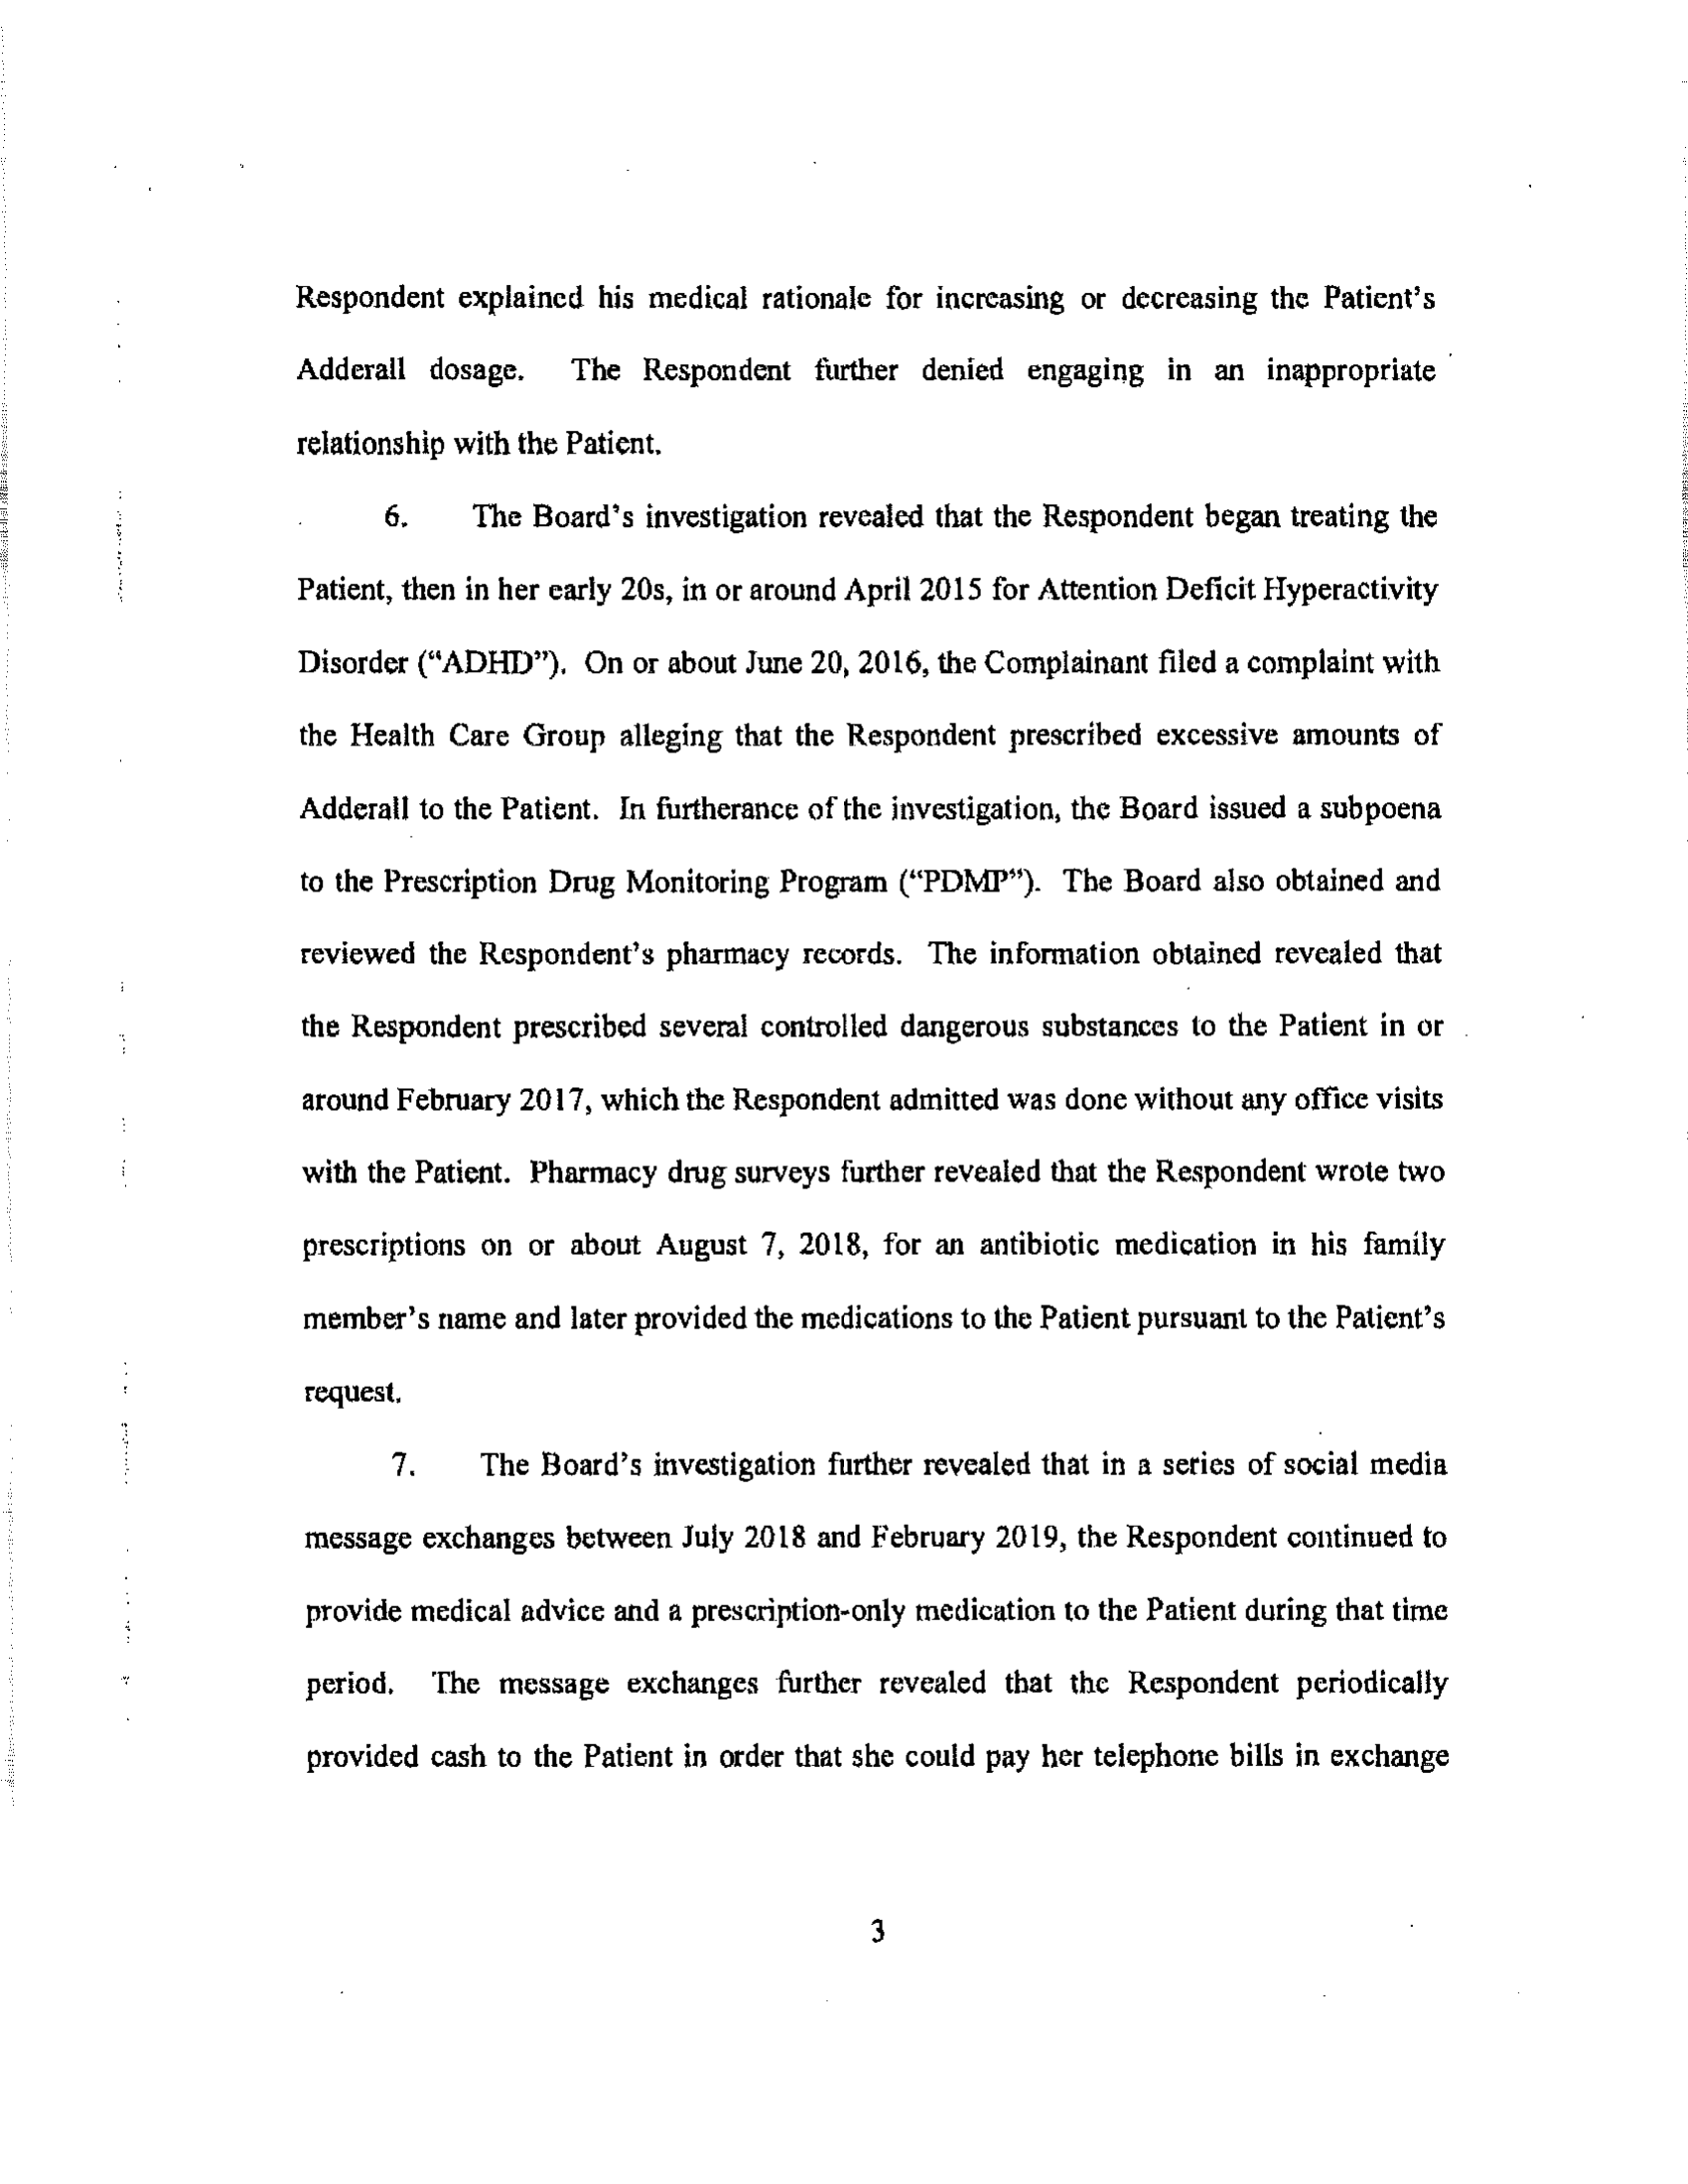 Respondent explained his medical rationale for increasing or decreasing the Patient's
Adderall dosage. The Respondent further denied engaging in an inappropriate
relationship with the Patient.
6. The Board's investigation revealed that the Respondent began treating the
Patient, then in her early 20s, in or around April 2015 for Attention Deficit Hyperactivity
Disorder (“ADHD”). On or about June 20, 2016, the Complainant filed a complaint with
the Health Care Group alleging that the Respondent prescribed excessive amounts of
Adderall to the Patient. In furtherance of the investigation, the Board issued a subpoena
to the Prescription Drug Monitoring Program (“PDMP”). The Board also obtained and
reviewed the Respondent's pharmacy records. The information obtained revealed that
the Respondent prescribed several controlled dangerous substances to the Patient in or
around February 2017, which the Respondent admitted was done without any office visits
with the Patient. Pharmacy drug surveys further revealed that the Respondent wrote two
prescriptions on or about August 7, 2018, for an antibiotic medication in his family
member's name and later provided the medications to the Patient pursuant to the Patient's
request.
7. The Board's investigation further revealed that in a series of social media
message exchanges between July 2018 and February 2019, the Respondent continued to
provide medical advice and a prescription-only medication to the Patient during that time
period. The message exchanges further revealed that the Respondent periodically
provided cash to the Patient in order that she could pay her telephone bills in exchange
3